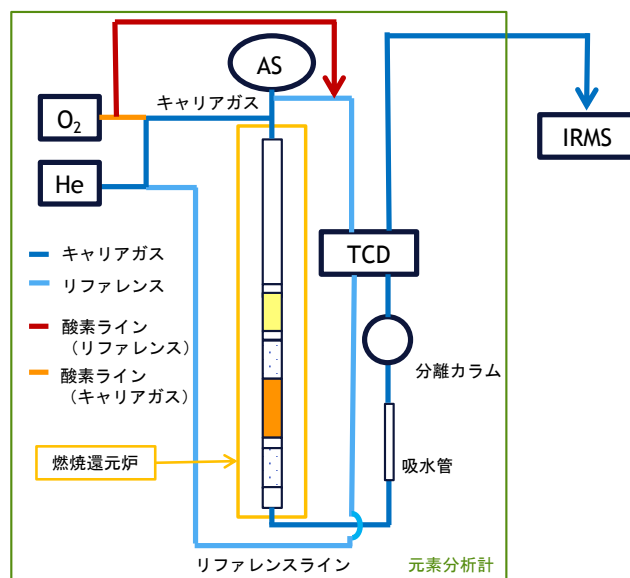 AS
キャリアガス
O2
He
IRMS
TCD
キャリアガス
リファレンス
酸素ライン
（リファレンス）
酸素ライン
（キャリアガス）
分離カラム
燃焼還元炉
吸水管
リファレンスライン
元素分析計